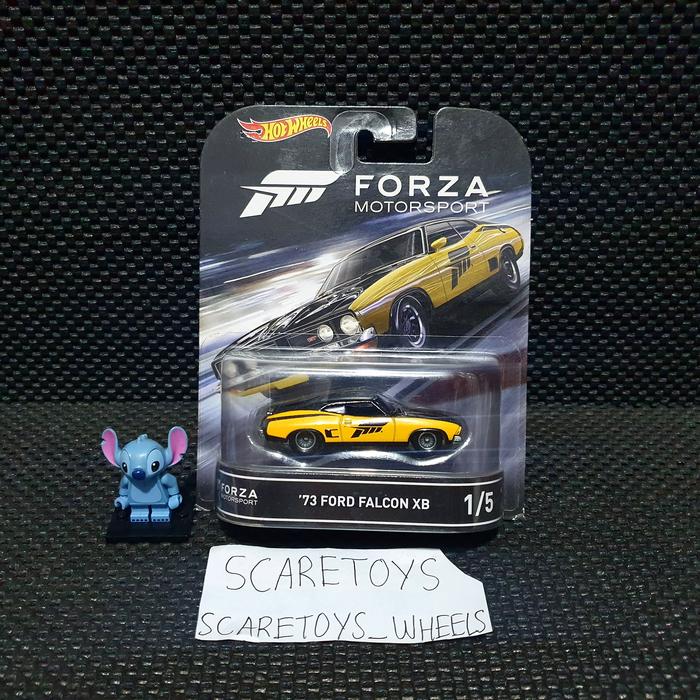 HOT WHEELS
FORZA
MOTORSPORT
FORZA
MOTORSPORT
'73 FORD FALCON XB
1/5
SCARETOYS
SCARETOYS_WHEELS